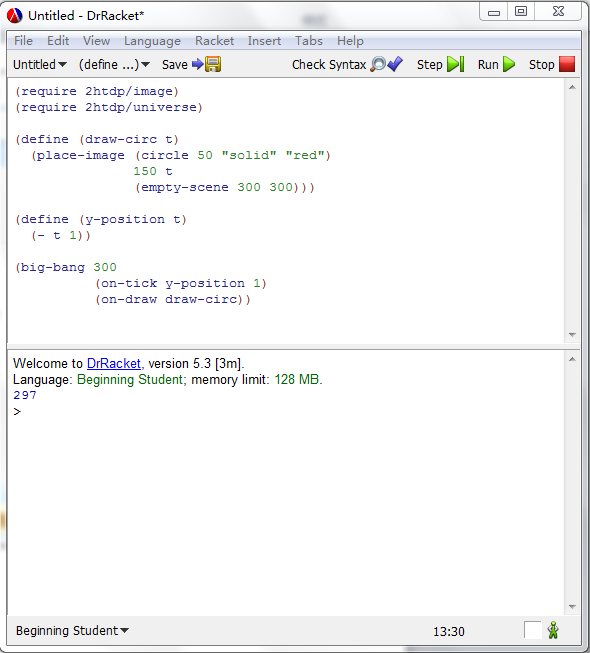 Untitled - DrRacket*
File Edit View Language Racket Insert Tabs Help
Untitled (define ...) Save Check Syntax Step Run Stop
(require 2htdp/image)
(require 2htdp/universe)
(define (draw-circ t)
  (place-image (circle 50 "solid" "red")
               150 t
               (empty-scene 300 300)))
(define (y-position t)
  (- t 1))
(big-bang 300
          (on-tick y-position 1)
          (on-draw draw-circ))
Welcome to DrRacket, version 5.3 [3m].
Language: Beginning Student; memory limit: 128 MB.
297
>
Beginning Student 13:30